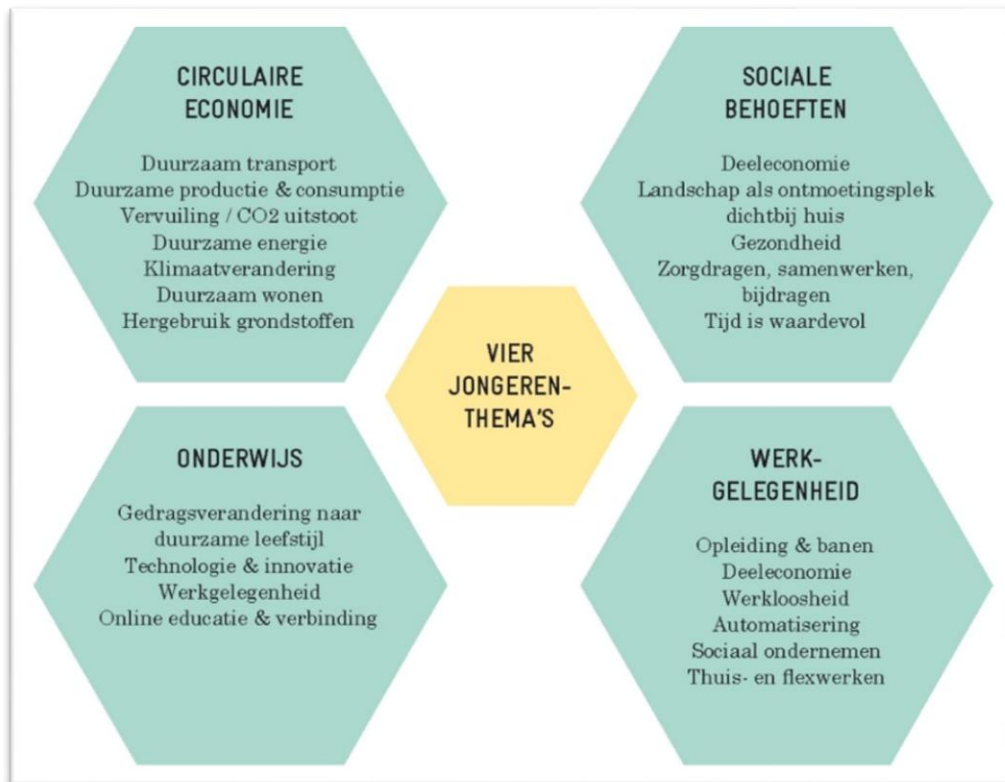 CIRCULAIRE
ECONOMIE
Duurzaam transport
Duurzame productie & consumptie
Vervuiling / CO2 uitstoot
Duurzame energie
Klimaatverandering
Duurzaam wonen
Hergebruik grondstoffen
SOCIALE
BEHOEFTEN
Deeleconomie
Landschap als ontmoetingsplek
dichtbij huis
Gezondheid
Zorgdragen, samenwerken,
bijdragen
Tijd is waardevol
VIER
JONGEREN-
THEMA'S
ONDERWIJS
Gedragsverandering naar
duurzame leefstijl
Technologie & innovatie
Werkgelegenheid
Online educatie & verbinding
WERK-
GELEGENHEID
Opleiding & banen
Deeleconomie
Werkloosheid
Automatisering
Sociaal ondernemen
Thuis- en flexwerken